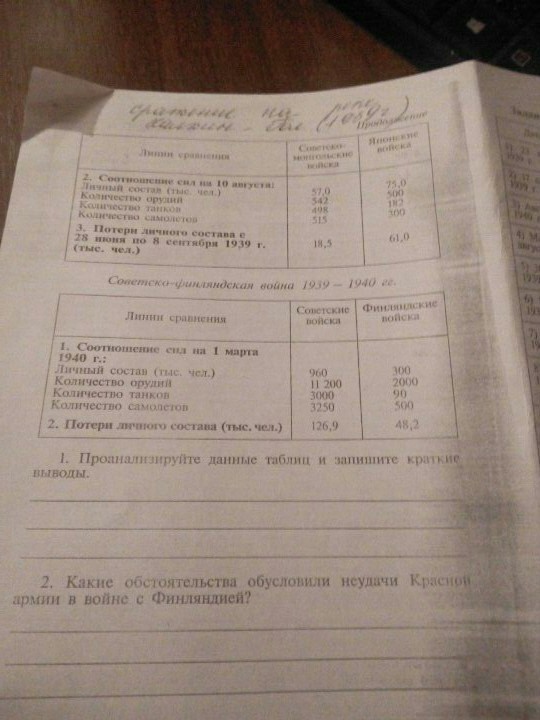 сражение на
(1939г)
Продолжение
Линии сравнения
Советско-
монгольские
войска
Японские
войска
2. Соотношение сил на 10 августа:
Личный состав (тыс. чел.) 57,0 75,0
Количество орудий 542 500
Количество танков 498 182
Количество самолетов 515 300
3. Потери личного состава с
28 июня по 8 сентября 1939 г.
(тыс. чел.) 18,5 61,0
Советско-финляндская война 1939 – 1940 гг.
Линии сравнения
Советские
войска
Финляндские
войска
1. Соотношение сил на 1 марта
1940 г.:
Личный состав (тыс. чел.) 960 300
Количество орудий 11 200 2000
Количество танков 3000 90
Количество самолетов 3250 500
2. Потери личного состава (тыс. чел.) 126,9 48,2
1. Проанализируйте данные таблиц и запишите краткие
выводы.
2. Какие обстоятельства обусловили неудачи Красной
армии в войне с Финляндией?